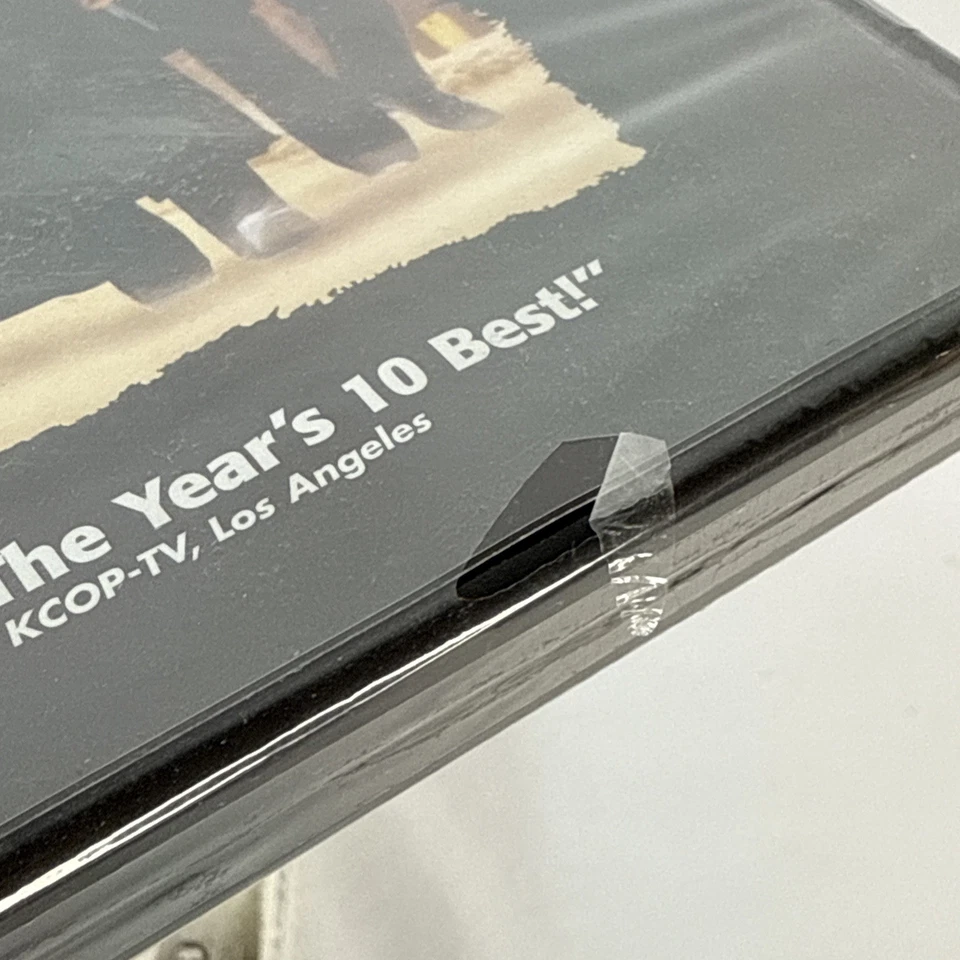 The Year's 10 Best!"
KCOP-TV, Los Angeles